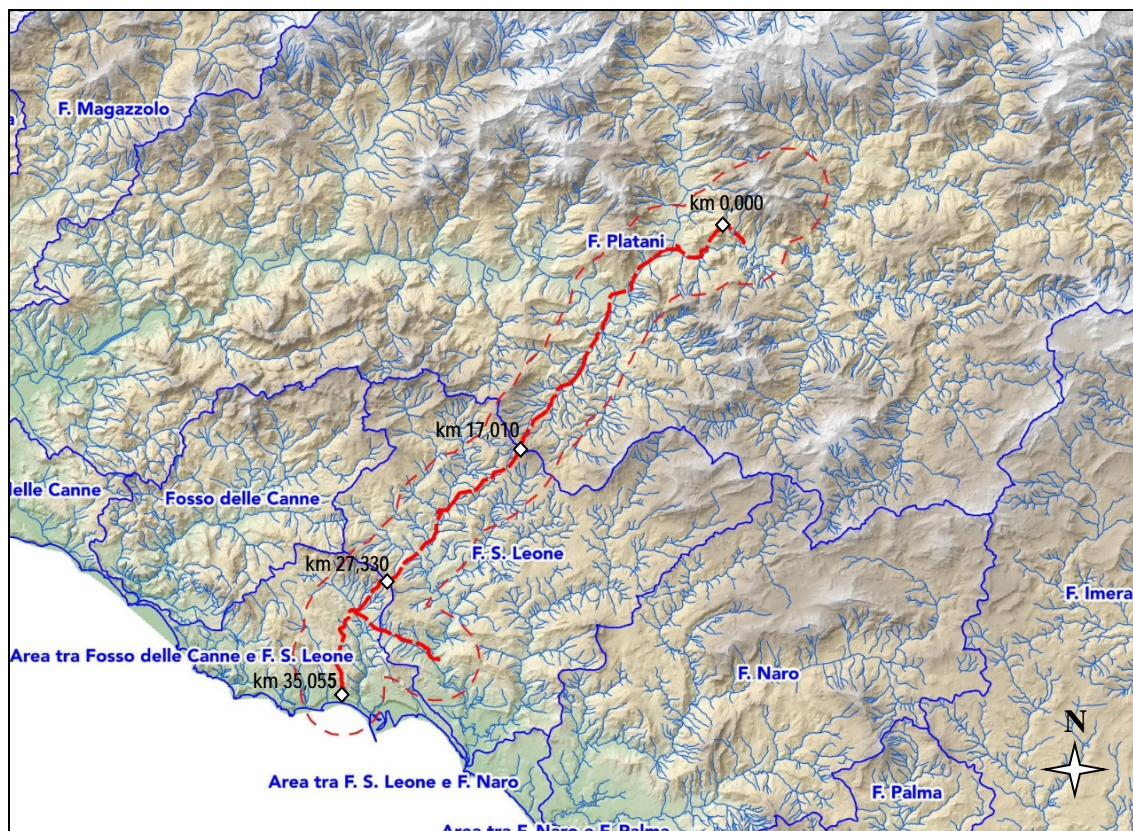 F. Magazzolo
a
km 0,000
F. Platani
km 17,010
delle Canne
Fosso delle Canne
F. S. Leone
km 27,330
F. Imera
Area tra Fosso delle Canne e F. S. Leone
F. Naro
km 35,055
N
Area tra F. S. Leone e F. Naro
F. Palma
Area tra F. Naro e F. Palma